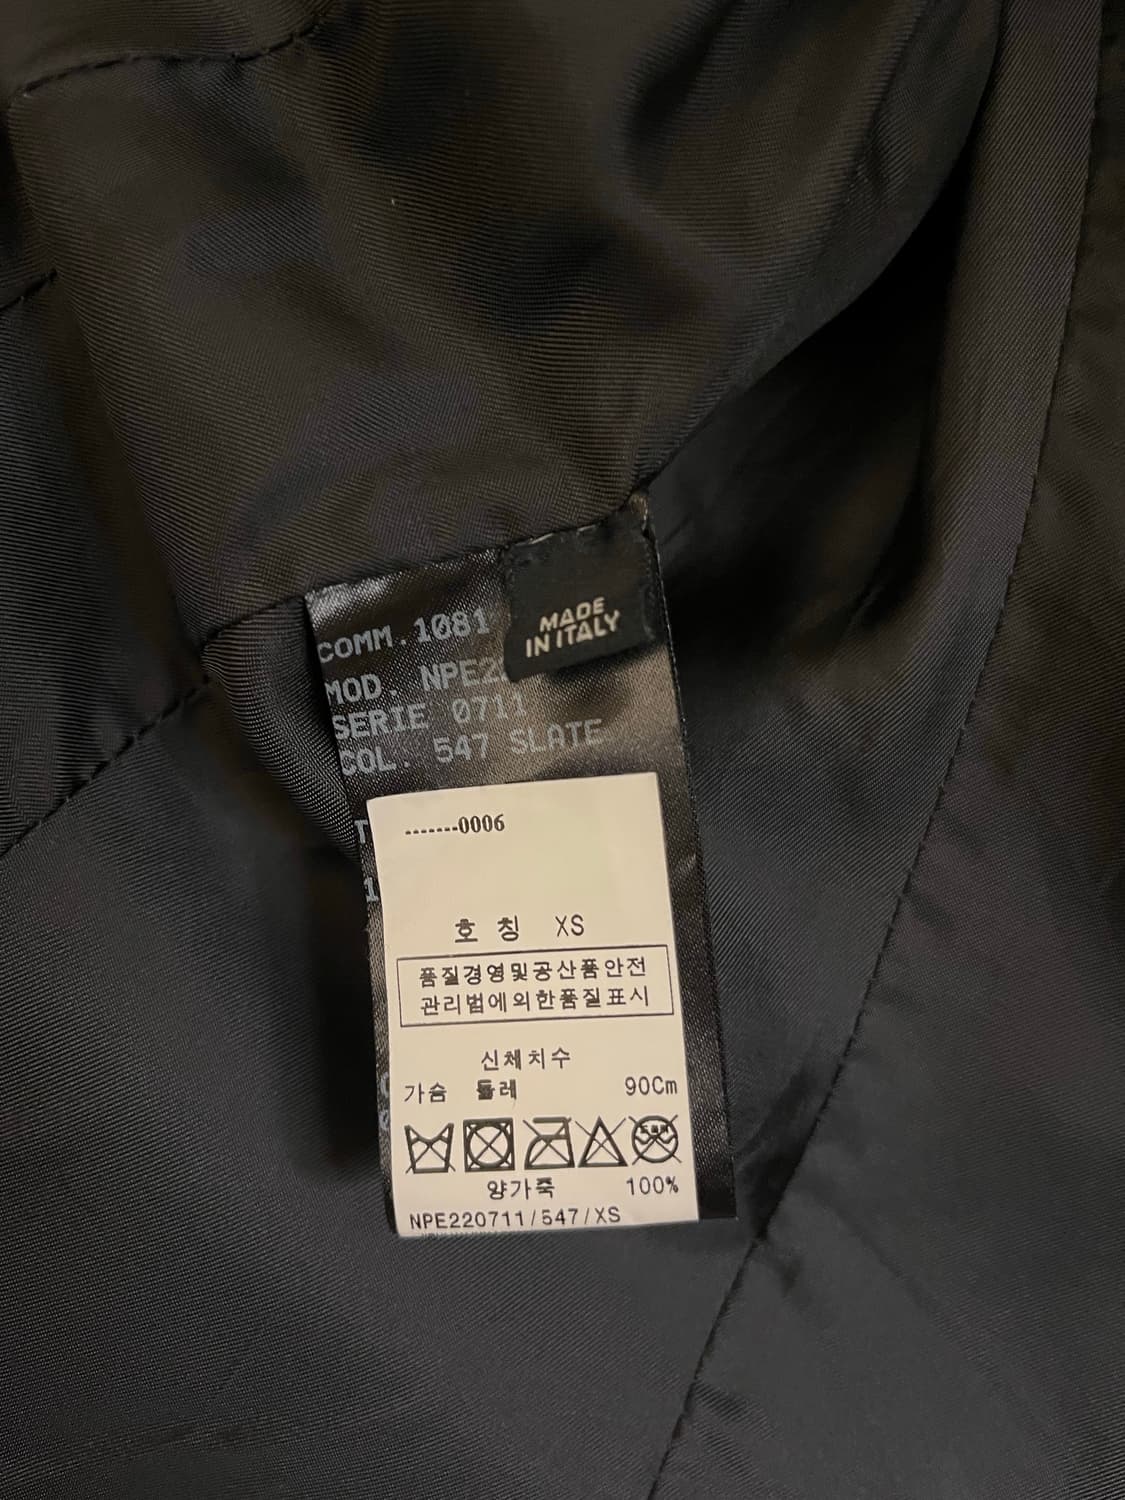 MADE
IN ITALY
COMM.1081
MOD. NPE22
SERIE 0711
COL. 547 SLATE
T
1
-------0006
호 칭 XS
품질경영및공산품안전
관리법에의한품질표시
신체치수
가슴 둘레 90Cm
양가죽 100%
NPE220711/547/XS